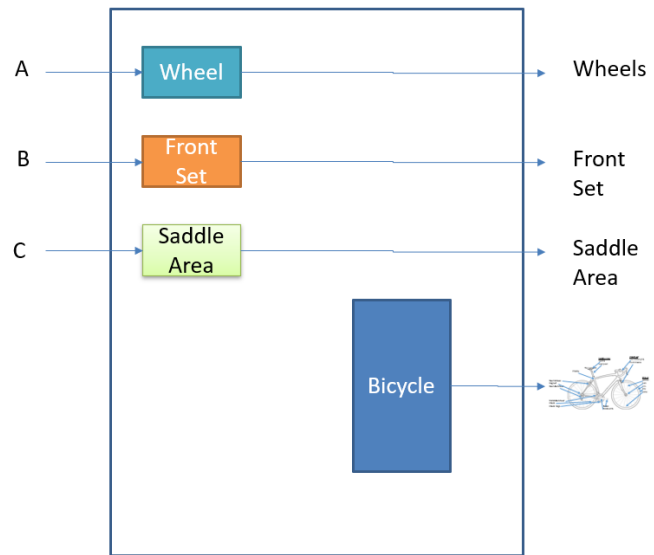 A
Wheel
Wheels
B
Front
Set
Front
Set
C
Saddle
Area
Saddle
Area
Bicycle